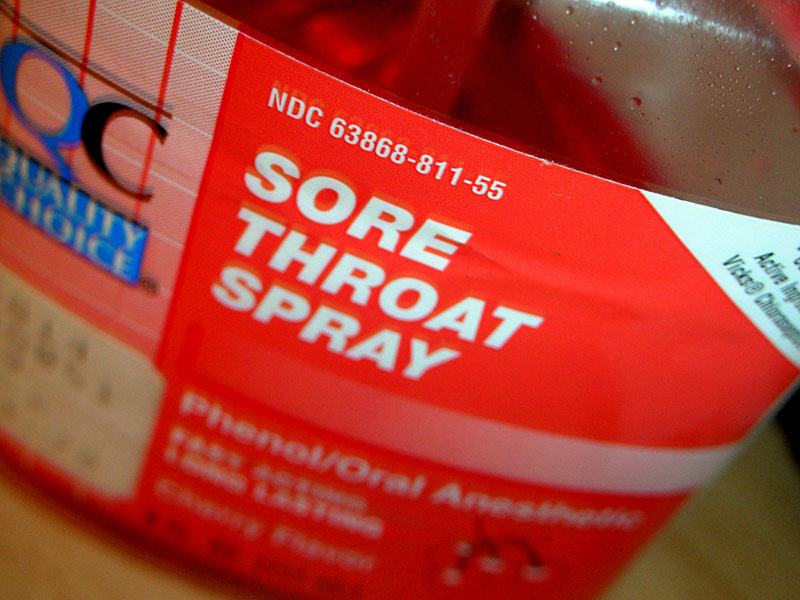 QC
QUALITY
CHOICE
NDC 63868-811-55
SORE
THROAT
SPRAY
Active
Vicks®
Phenol/Oral Anesthetic
FAST ACTING
LONG LASTING
Cherry Flavor